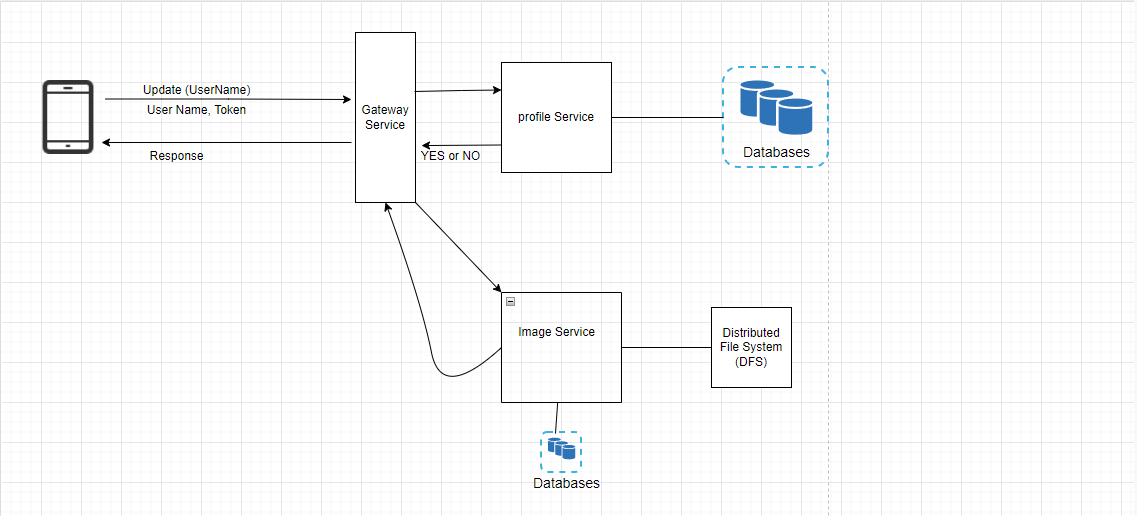 Update (UserName)
User Name, Token
Response
Gateway
Service
YES or NO
profile Service
Databases
Image Service
Distributed
File System
(DFS)
Databases